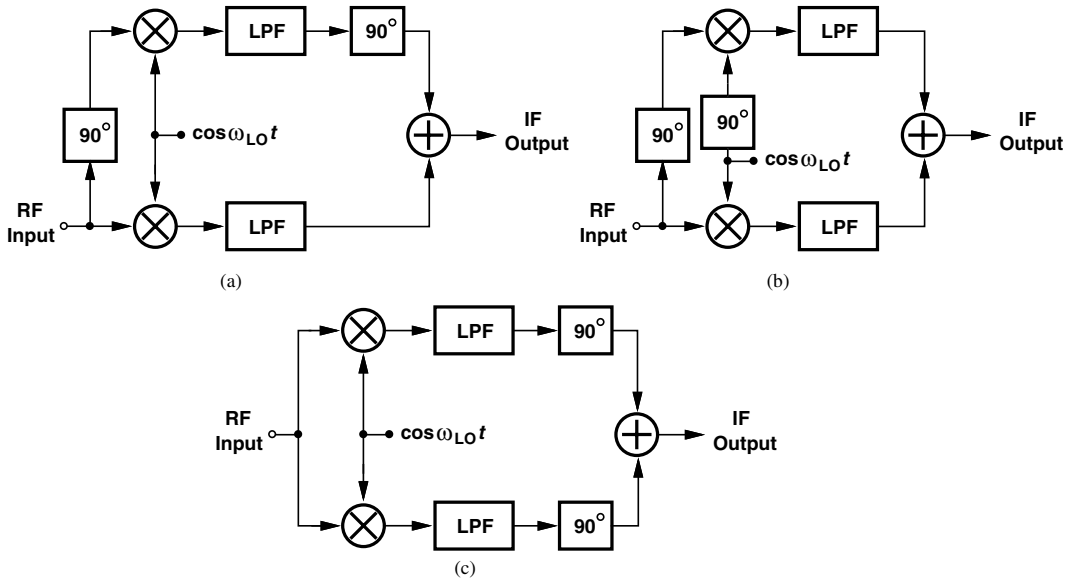 LPF
90°
90°
cos ω_LO t
IF
Output
RF
Input
LPF
(a)
LPF
90°
90°
cos ω_LO t
IF
Output
RF
Input
LPF
(b)
LPF
90°
RF
Input
cos ω_LO t
IF
Output
LPF
90°
(c)